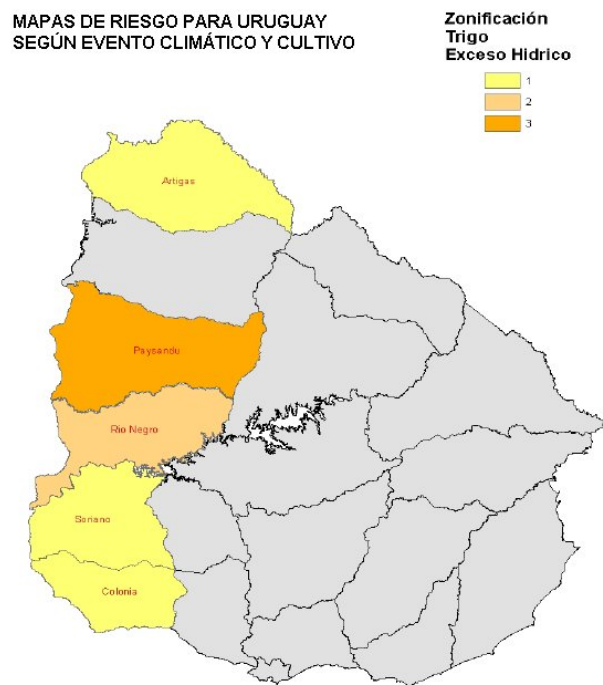 MAPAS DE RIESGO PARA URUGUAY
SEGÚN EVENTO CLIMÁTICO Y CULTIVO
Zonificación
Trigo
Exceso Hidrico
1
2
3
Artigas
Paysandu
Rio Negro
Soriano
Colonia